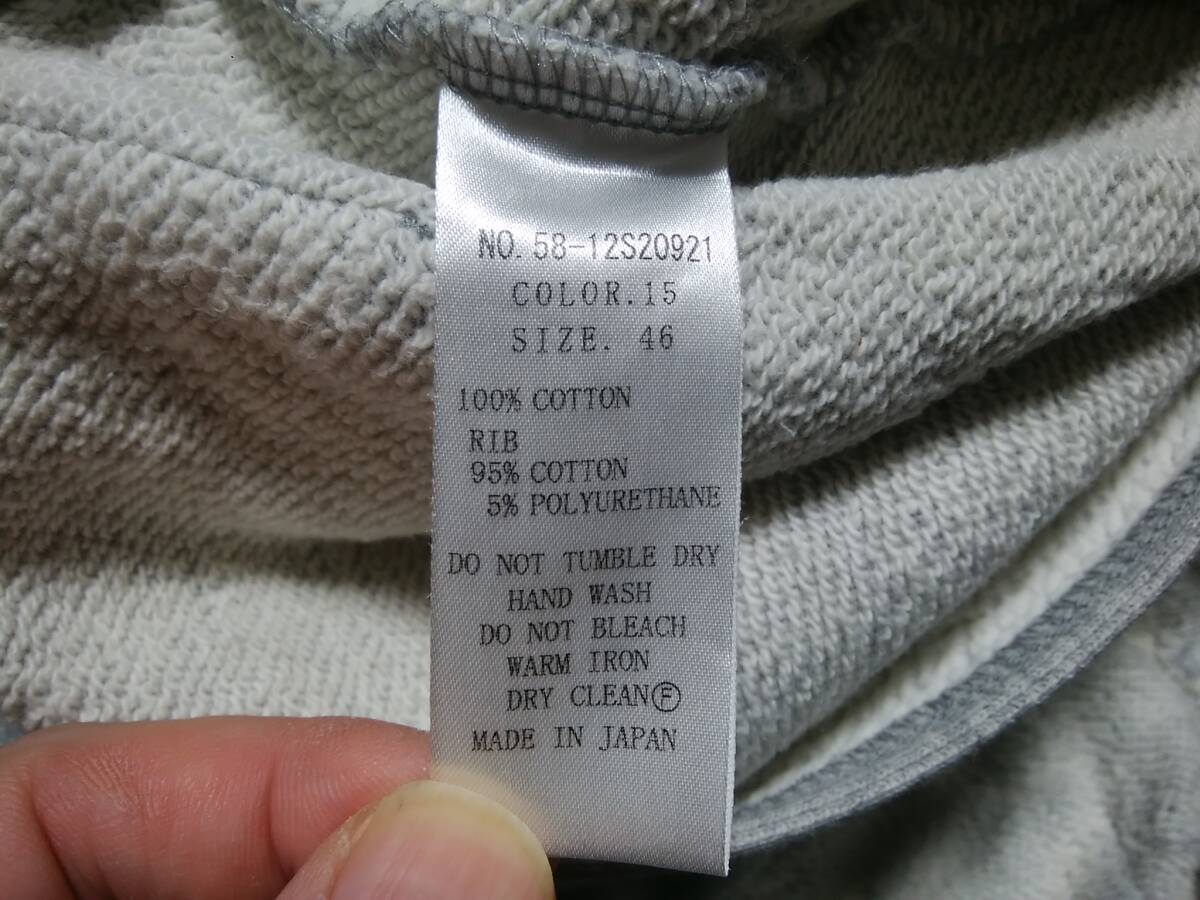 NO. 58-12S20921
COLOR.15
SIZE. 46
100% COTTON
RIB
95% COTTON
5% POLYURETHANE
DO NOT TUMBLE DRY
HAND WASH
DO NOT BLEACH
WARM IRON
DRY CLEANⒻ
MADE IN JAPAN